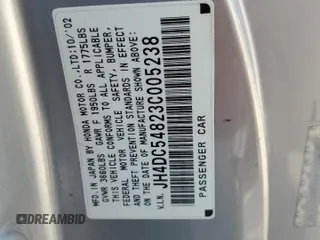 MFD. IN JAPAN BY HONDA MOTOR CO., LTD: 10/'02
GVWR 3660LBS GAWR F 1950LBS R 1775LBS
THIS VEHICLE CONFORMS TO ALL APPLICABLE
FEDERAL MOTOR VEHICLE SAFETY, BUMPER,
AND THEFT PREVENTION STANDARDS IN EFFECT
ON THE DATE OF MANUFACTURE SHOWN ABOVE.
V.I.N. JH4DC54823C005238
PASSENGER CAR
DREAMBID